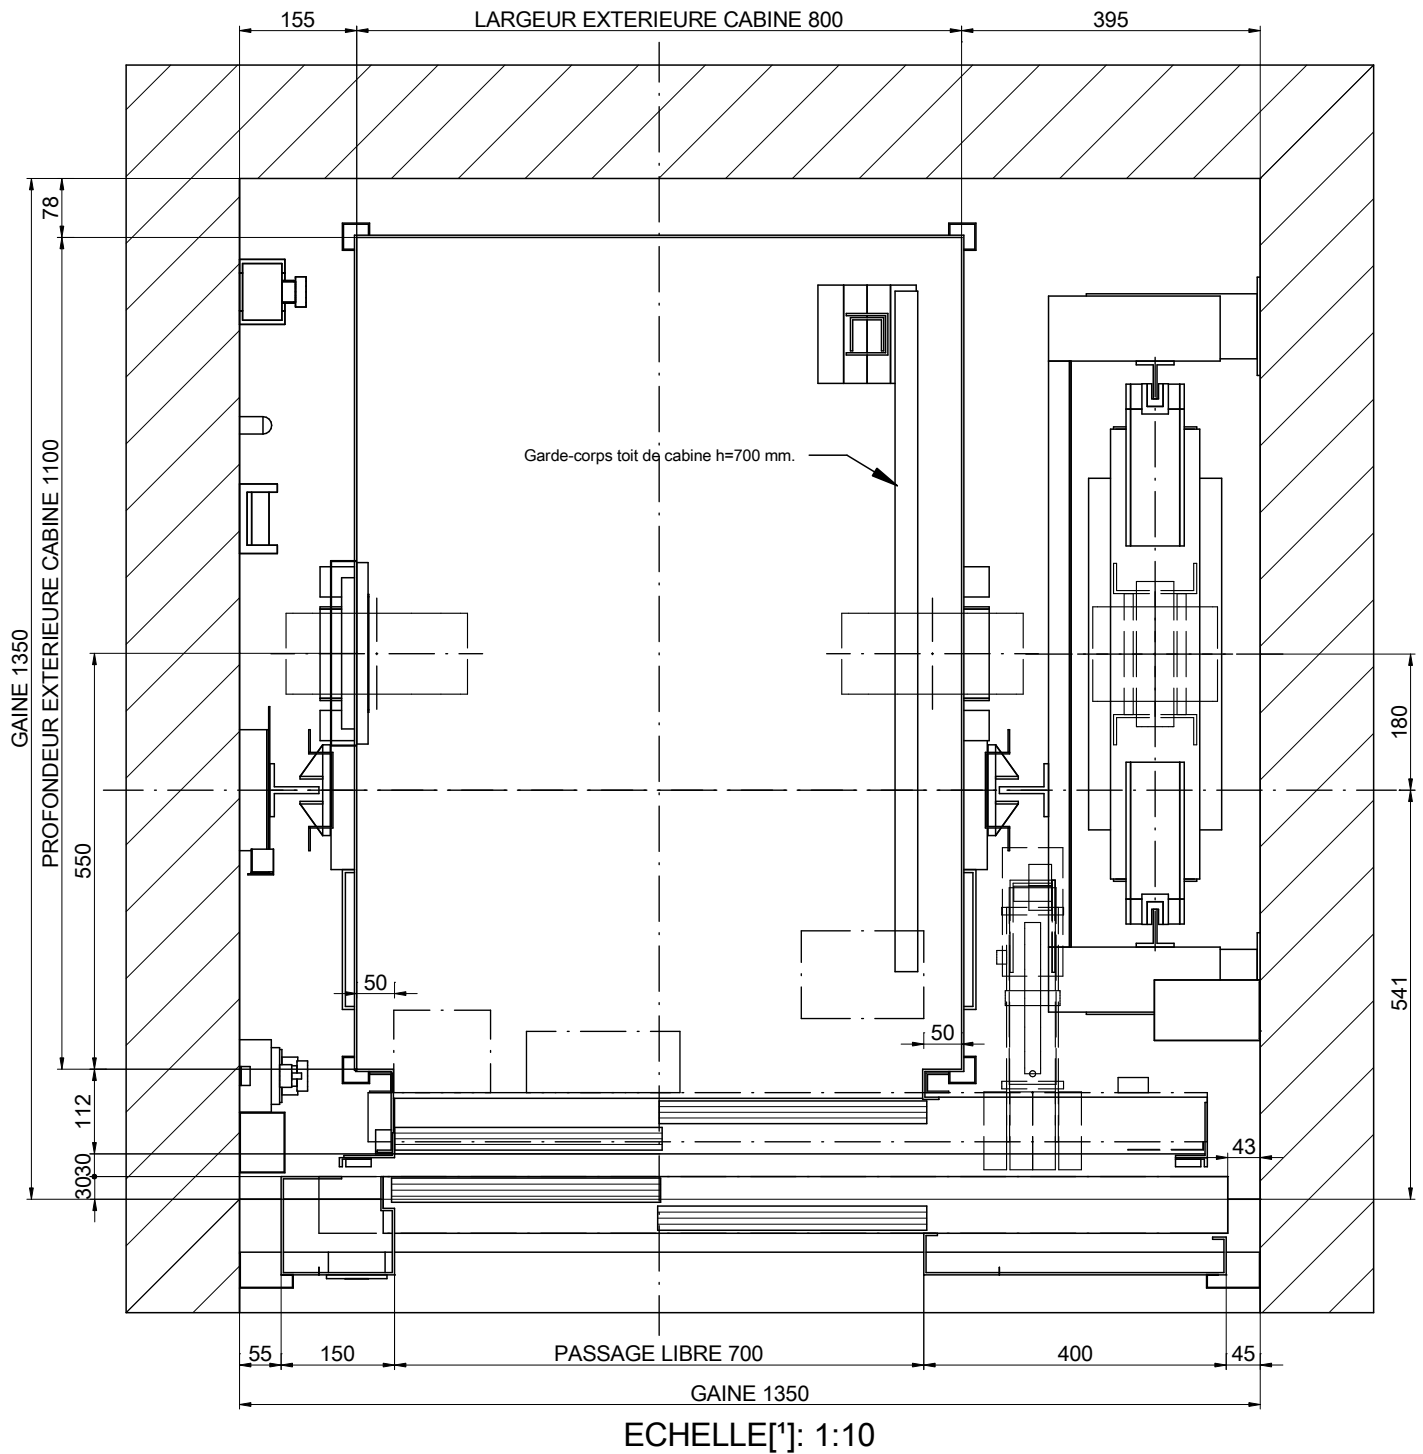 155
LARGEUR EXTERIEURE CABINE 800
395
78
GAINE 1350
PROFONDEUR EXTERIEURE CABINE 1100
Garde-corps toit de cabine h=700 mm.
550
180
541
50
50
112
30
30
43
55
150
PASSAGE LIBRE 700
400
45
GAINE 1350
ECHELLE[¹]: 1:10